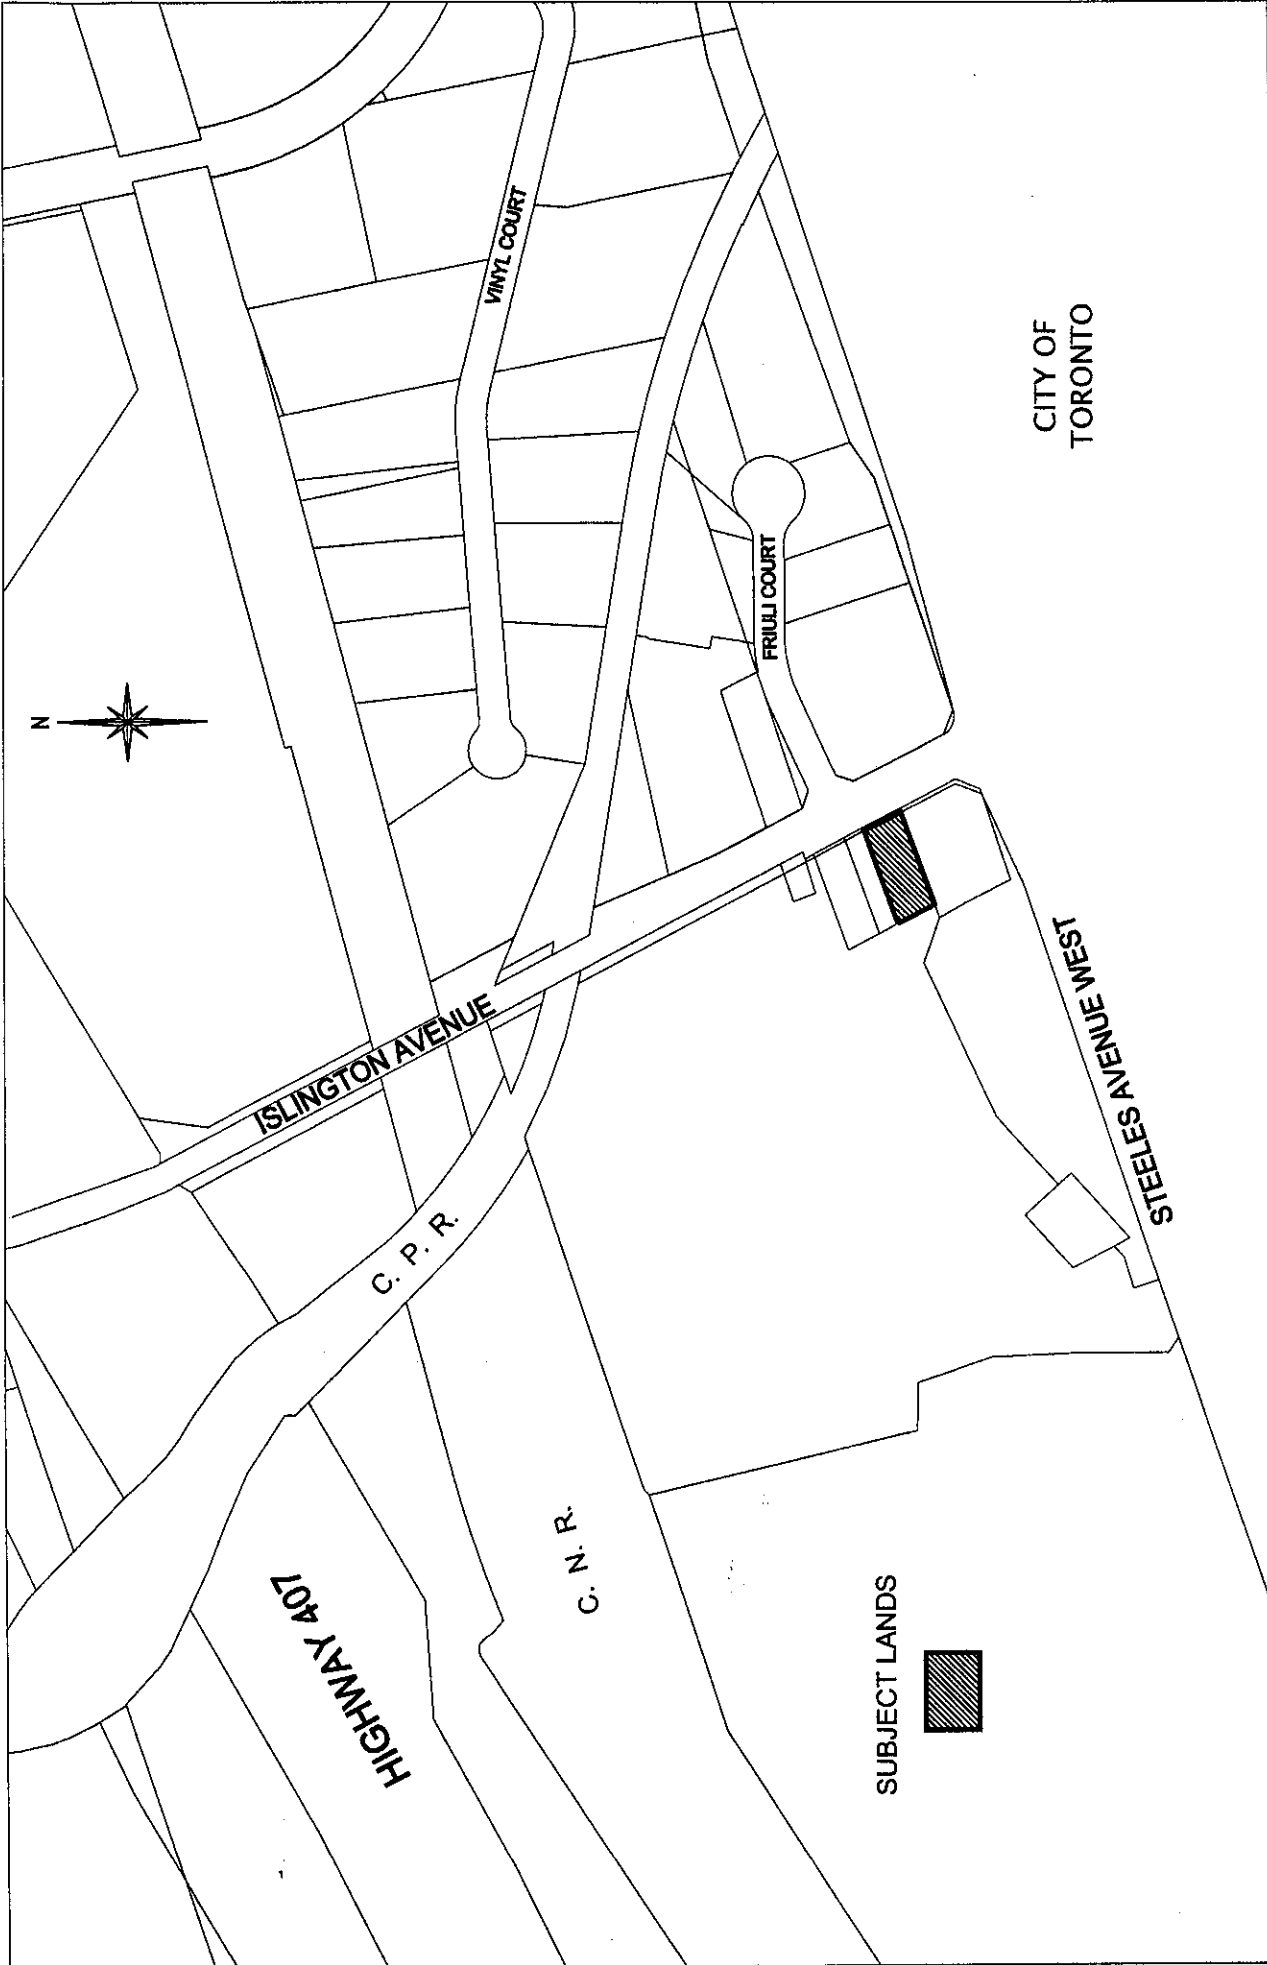 N
VINYL COURT
CITY OF
TORONTO
FRIULI COURT
ISLINGTON AVENUE
STEELES AVENUE WEST
C. P. R.
C. N. R.
HIGHWAY 407
SUBJECT LANDS